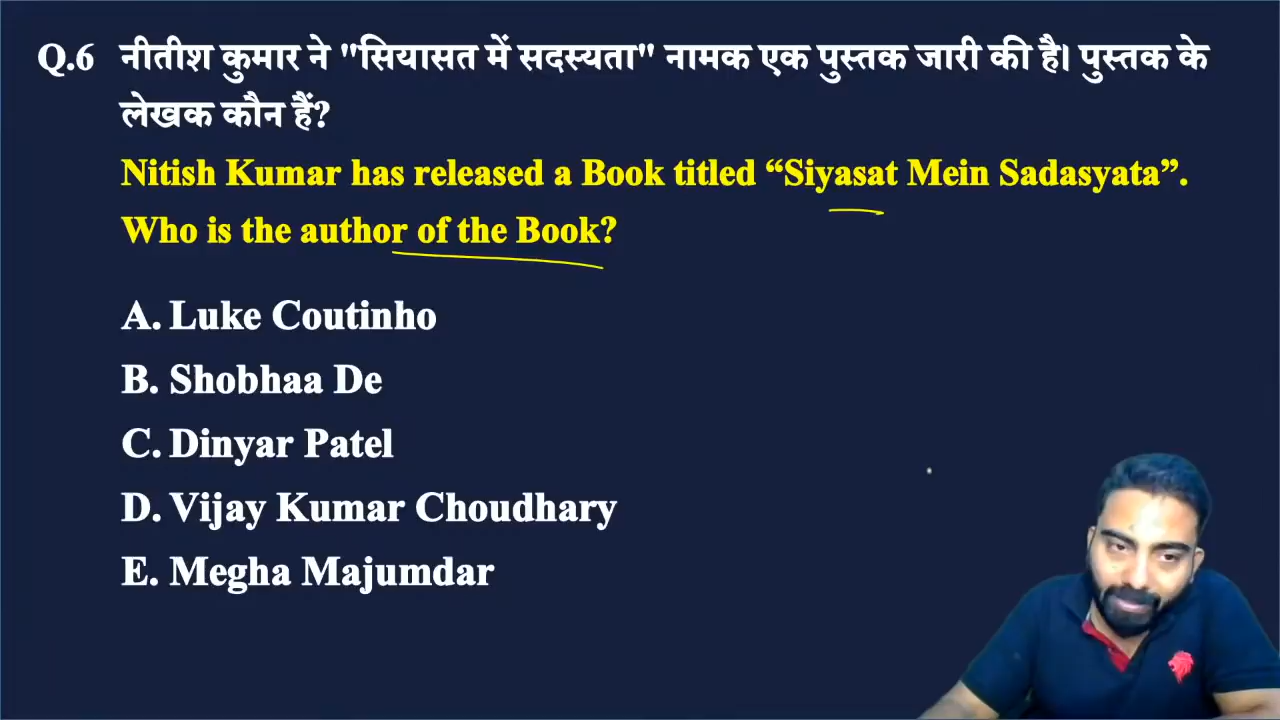 Q.6 नीतीश कुमार ने "सियासत में सदस्यता" नामक एक पुस्तक जारी की है। पुस्तक के
लेखक कौन हैं?
Nitish Kumar has released a Book titled “Siyasat Mein Sadasyata”.
Who is the author of the Book?
A. Luke Coutinho
B. Shobhaa De
C. Dinyar Patel
D. Vijay Kumar Choudhary
E. Megha Majumdar